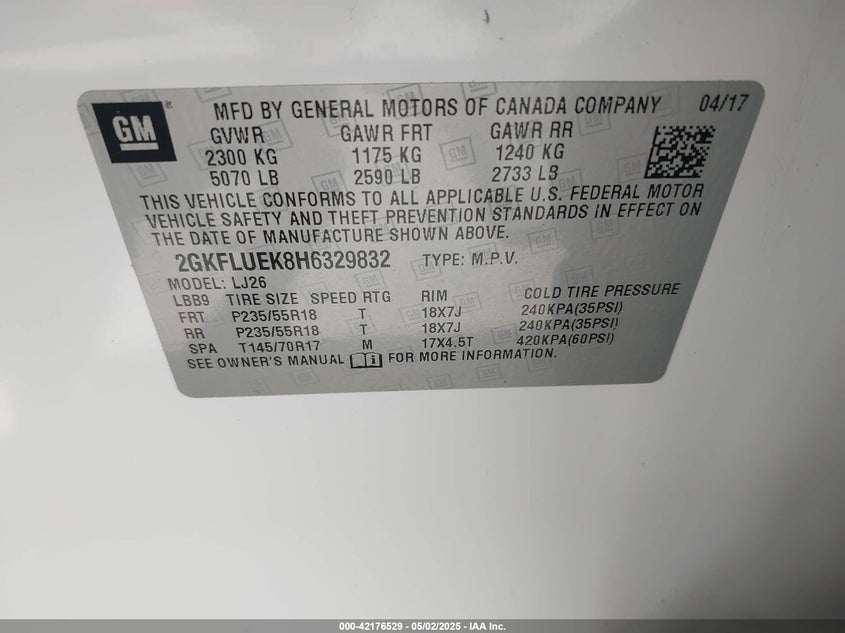 GM ® MFD BY GENERAL MOTORS OF CANADA COMPANY 04/17
GVWR GAWR FRT GAWR RR
2300 KG 1175 KG 1240 KG
5070 LB 2590 LB 2733 LB
THIS VEHICLE CONFORMS TO ALL APPLICABLE U.S. FEDERAL MOTOR
VEHICLE SAFETY AND THEFT PREVENTION STANDARDS IN EFFECT ON
THE DATE OF MANUFACTURE SHOWN ABOVE.
2GKFLUEK8H6329832 TYPE: M.P.V.
MODEL: LJ26
LBB9 TIRE SIZE SPEED RTG RIM COLD TIRE PRESSURE
FRT P235/55R18 T 18X7J 240KPA(35PSI)
RR P235/55R18 T 18X7J 240KPA(35PSI)
SPA T145/70R17 M 17X4.5T 420KPA(60PSI)
SEE OWNER'S MANUAL FOR MORE INFORMATION.
000-42176529 - 05/02/2025 - IAA Inc.